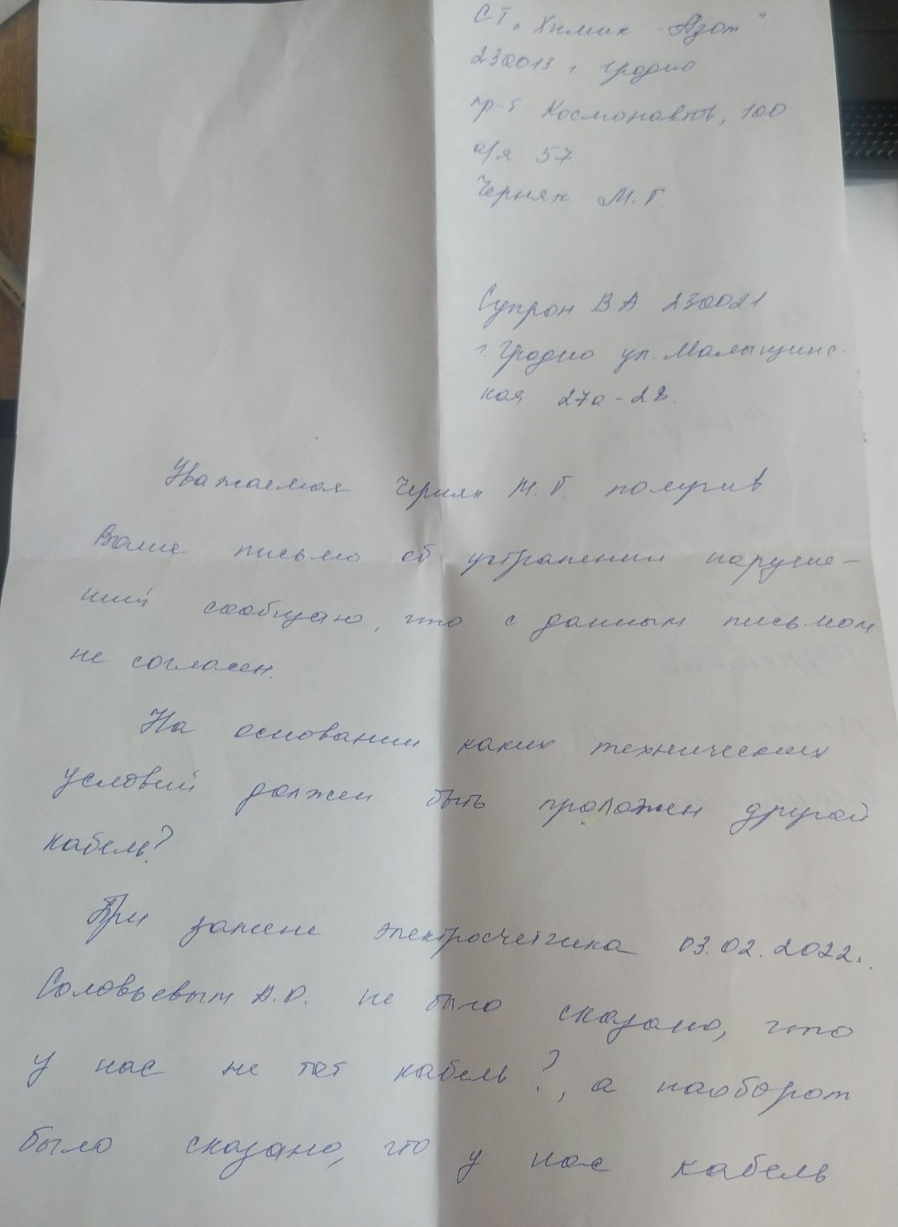 СТ "Химик - Азот"
230013 г. Гродно
пр-т Космонавтов, 100
а/я 57
Черняк М. Г.
Супрон В А 230021
г. Гродно ул. Малыщинс-
кая 27а - 28.
Уважаемая Черняк М. Г. получив
Ваше письмо об устранении наруше-
ний сообщаю, что с данным письмом
не согласен.
На основании каких технических
условий должен быть проложен другой
кабель?
При замене электросчетчика 03.02.2022г.
Соловьевым А.О. не было сказано, что
у нас не тот кабель?, а наоборот
было сказано, что у нас кабель